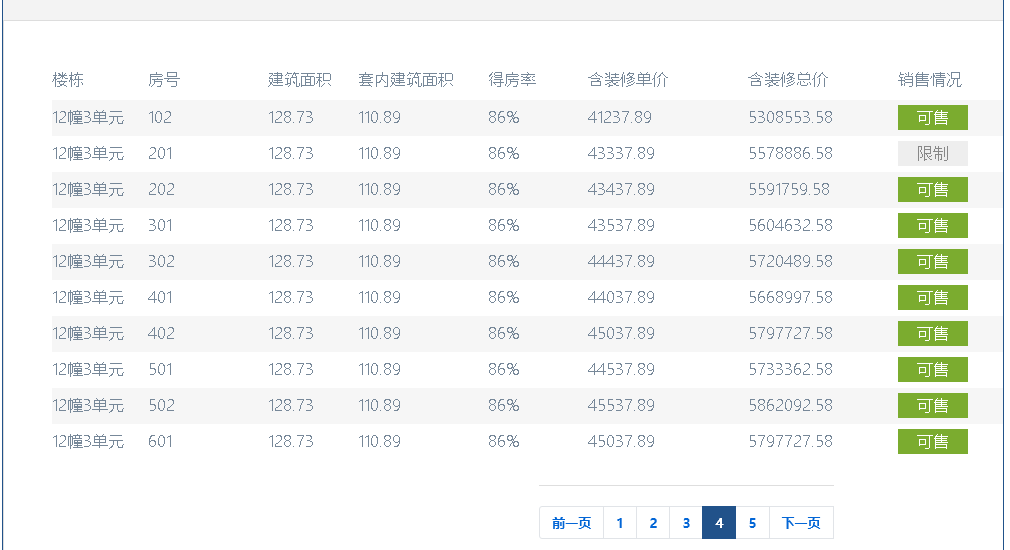 楼栋 房号 建筑面积 套内建筑面积 得房率 含装修单价 含装修总价 销售情况
12幢3单元 102 128.73 110.89 86% 41237.89 5308553.58 可售
12幢3单元 201 128.73 110.89 86% 43337.89 5578886.58 限制
12幢3单元 202 128.73 110.89 86% 43437.89 5591759.58 可售
12幢3单元 301 128.73 110.89 86% 43537.89 5604632.58 可售
12幢3单元 302 128.73 110.89 86% 44437.89 5720489.58 可售
12幢3单元 401 128.73 110.89 86% 44037.89 5668997.58 可售
12幢3单元 402 128.73 110.89 86% 45037.89 5797727.58 可售
12幢3单元 501 128.73 110.89 86% 44537.89 5733362.58 可售
12幢3单元 502 128.73 110.89 86% 45537.89 5862092.58 可售
12幢3单元 601 128.73 110.89 86% 45037.89 5797727.58 可售
前一页 1 2 3 4 5 下一页